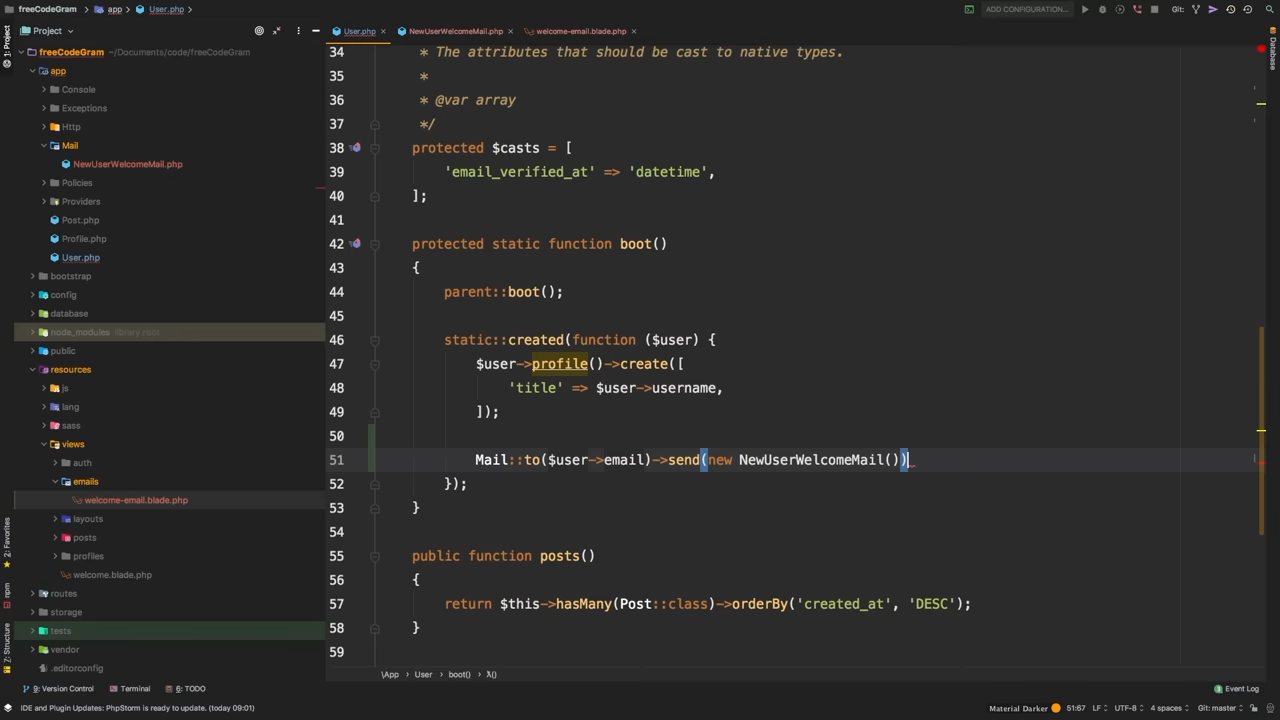 freeCodeGram app User.php ADD CONFIGURATION... Git:
Project User.php NewUserWelcomeMail.php welcome-email.blade.php
1: Project
Database
freeCodeGram ~/Documents/code/freeCodeGram
app
Console
Exceptions
Http
Mail
NewUserWelcomeMail.php
Policies
Providers
Post.php
Profile.php
User.php
bootstrap
config
database
node_modules library root
public
resources
js
lang
sass
views
auth
emails
welcome-email.blade.php
layouts
posts
profiles
welcome.blade.php
routes
storage
tests
vendor
.editorconfig
2: Favorites
npm
7: Structure
34 * The attributes that should be cast to native types.
35 *
36 * @var array
37 */
38 protected $casts = [
39 'email_verified_at' => 'datetime',
40 ];
41
42 protected static function boot()
43 {
44 parent::boot();
45
46 static::created(function ($user) {
47 $user->profile()->create([
48 'title' => $user->username,
49 ]);
50
51 Mail::to($user->email)->send(new NewUserWelcomeMail())
52 });
53 }
54
55 public function posts()
56 {
57 return $this->hasMany(Post::class)->orderBy('created_at', 'DESC');
58 }
59
\App User boot() λ()
9: Version Control Terminal 6: TODO Event Log
IDE and Plugin Updates: PhpStorm is ready to update. (today 09:01) Material Darker 51:67 LF UTF-8 4 spaces Git: master